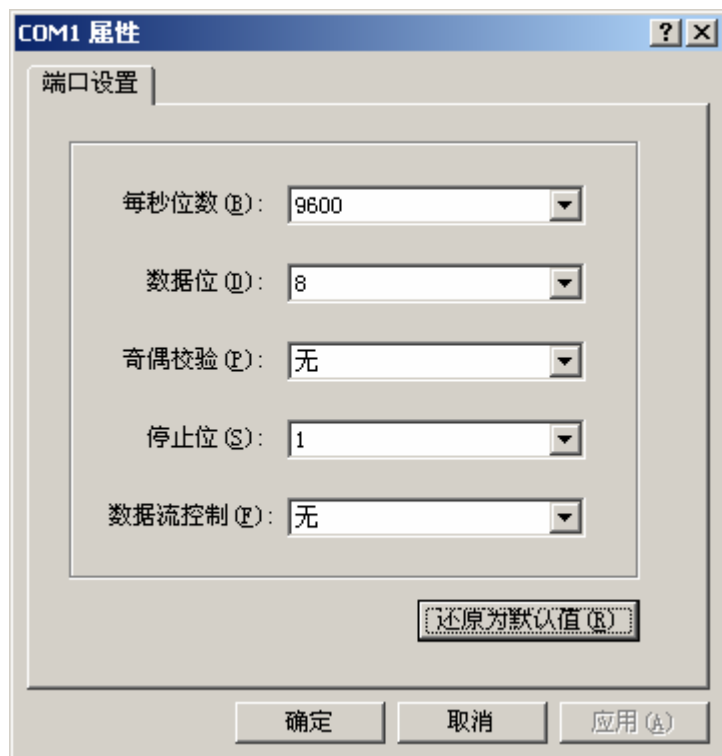 COM1 属性
端口设置
每秒位数(B): 9600
数据位(D): 8
奇偶校验(P): 无
停止位(S): 1
数据流控制(F): 无
还原为默认值(R)
确定 取消 应用(A)